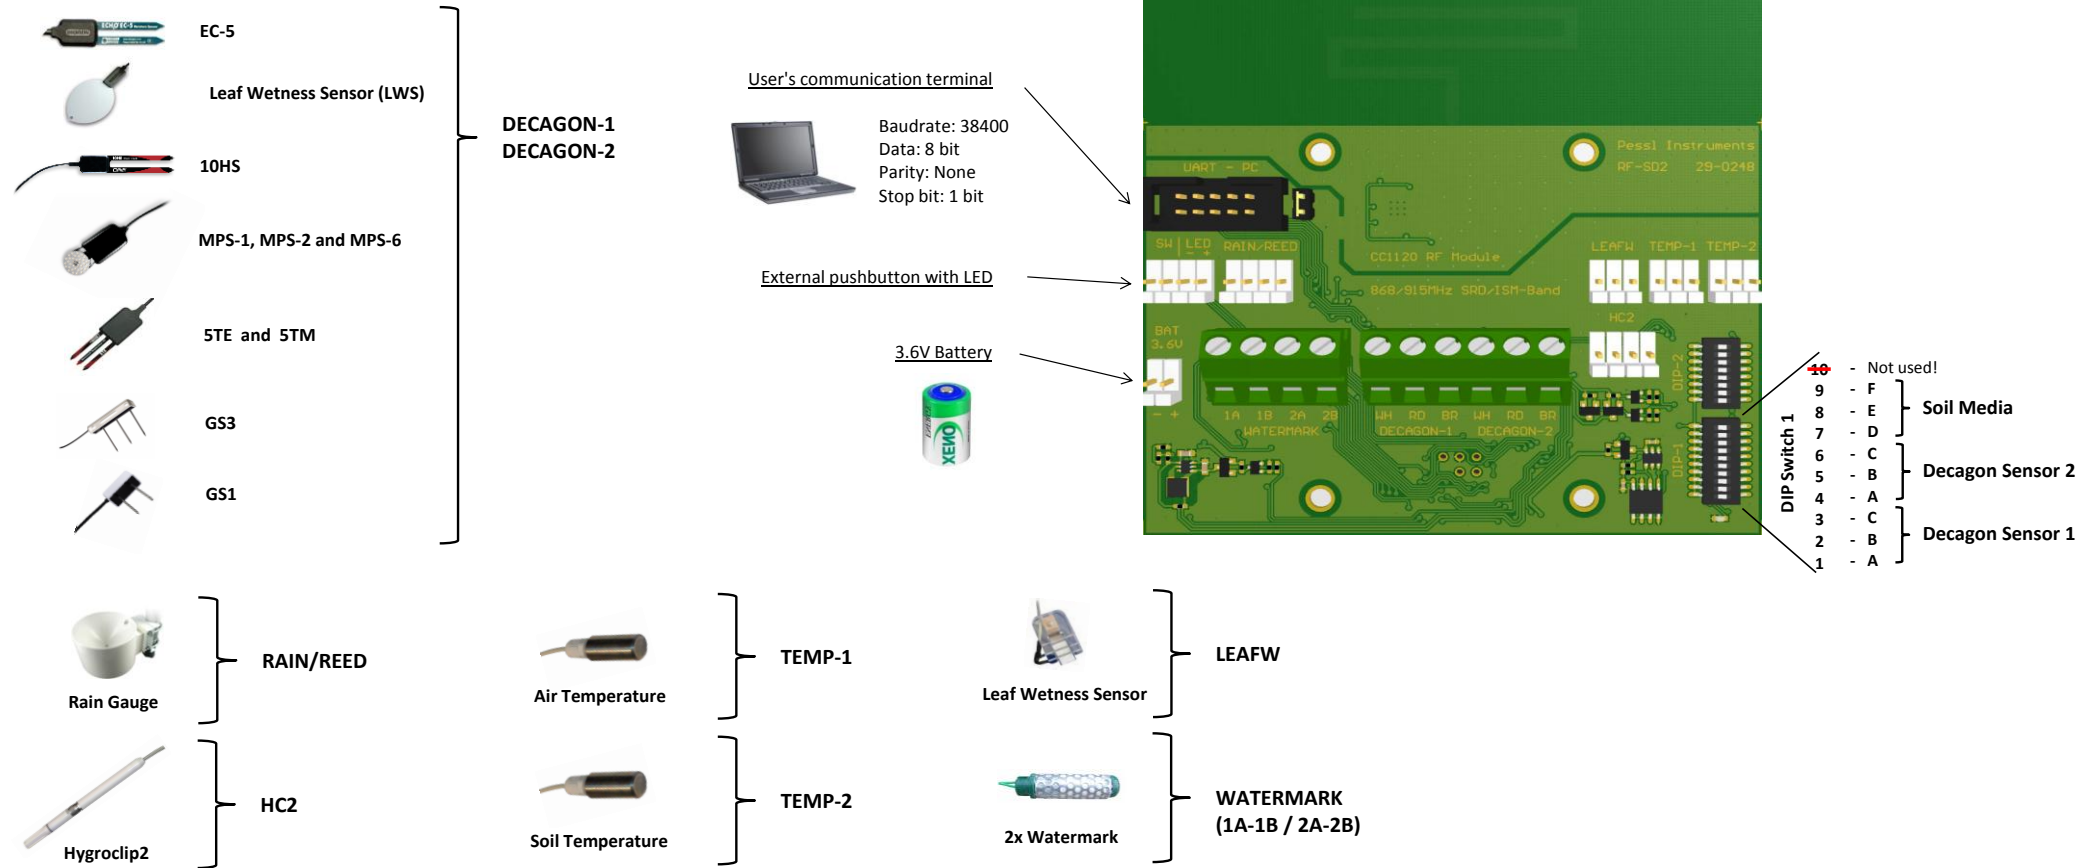 EC-5
Leaf Wetness Sensor (LWS)
10HS
MPS-1, MPS-2 and MPS-6
5TE and 5TM
GS3
GS1
DECAGON-1
DECAGON-2
User's communication terminal
Baudrate: 38400
Data: 8 bit
Parity: None
Stop bit: 1 bit
External pushbutton with LED
3.6V Battery
XENO
Pessl Instruments
RF-SD2 29-0248
UART - PC
SW LED RAIN/REED
- +
LEAFW TEMP-1 TEMP-2
CC1120 RF Module
868/915MHz SRD/ISM-Band
HC2
BAT
3.6V
- +
1A 1B 2A 2B
WATERMARK
WH RD BR WH RD BR
DECAGON-1 DECAGON-2
DIP-2
DIP-1
DIP Switch 1
10 - Not used!
9 - F
8 - E
7 - D
6 - C
5 - B
4 - A
3 - C
2 - B
1 - A
Soil Media
Decagon Sensor 2
Decagon Sensor 1
Rain Gauge
RAIN/REED
Air Temperature
TEMP-1
Leaf Wetness Sensor
LEAFW
Hygroclip2
HC2
Soil Temperature
TEMP-2
2x Watermark
WATERMARK
(1A-1B / 2A-2B)